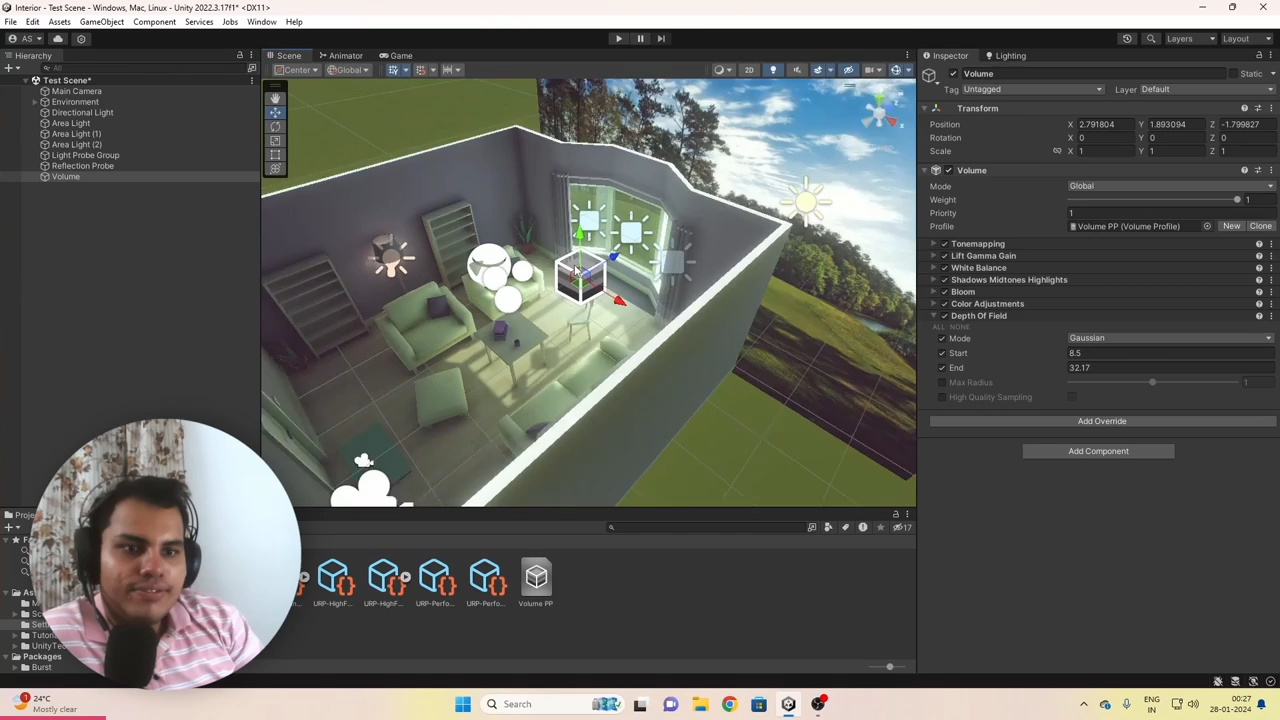 Interior - Test Scene - Windows, Mac, Linux - Unity 2022.3.17f1* <DX11>
File Edit Assets GameObject Component Services Jobs Window Help
AS
Layers Layout
Hierarchy
All
Test Scene*
Main Camera
Environment
Directional Light
Area Light
Area Light (1)
Area Light (2)
Light Probe Group
Reflection Probe
Volume
Scene Animator Game
Center Global 2D
Inspector Lighting
Volume Static
Tag Untagged Layer Default
Transform
Position X 2.791804 Y 1.893094 Z -1.799827
Rotation X 0 Y 0 Z 0
Scale X 1 Y 1 Z 1
Volume
Mode Global
Weight 1
Priority 1
Profile Volume PP (Volume Profile) New Clone
Tonemapping
Lift Gamma Gain
White Balance
Shadows Midtones Highlights
Bloom
Color Adjustments
Depth Of Field
ALL NONE
Mode Gaussian
Start 8.5
End 32.17
Max Radius 1
High Quality Sampling
Add Override
Add Component
17
URP-HighF... URP-HighF... URP-Perfo... URP-Perfo... Volume PP
Packages
Burst
24°C
Mostly clear
1
Search
ENG
IN
00:27
28-01-2024